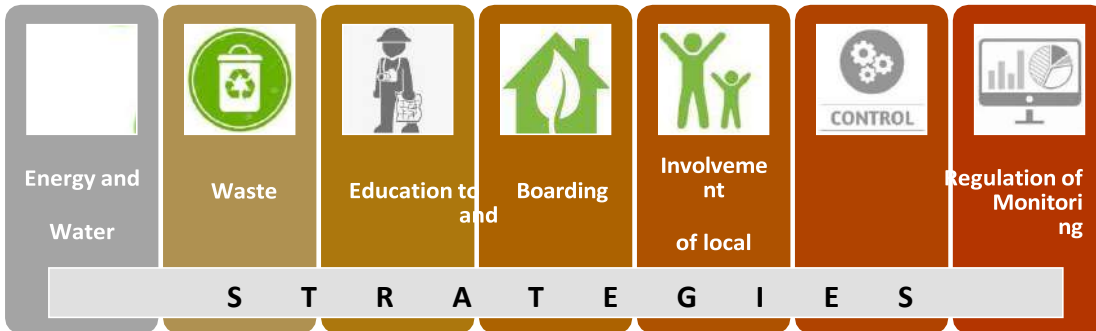 Energy and
Water
Waste
Education to
and
Boarding
Involveme
nt
of local
CONTROL
Regulation of
Monitori
ng
S T R A T E G I E S